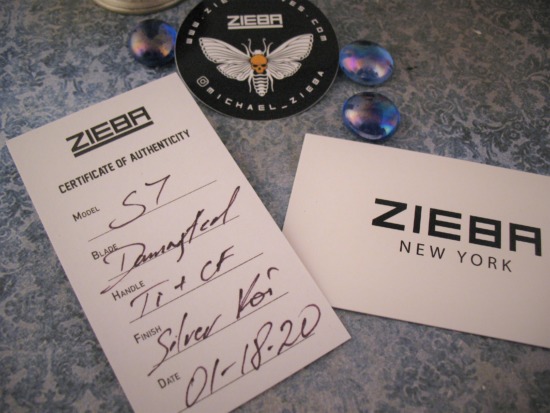 ZIEBA
@MICHAEL_ZIEBA
ZIEBA
CERTIFICATE OF AUTHENTICITY
MODEL S7
BLADE Damasteel
HANDLE Ti + CF
FINISH Silver Koi
DATE 01-18-20
ZIEBA
NEW YORK